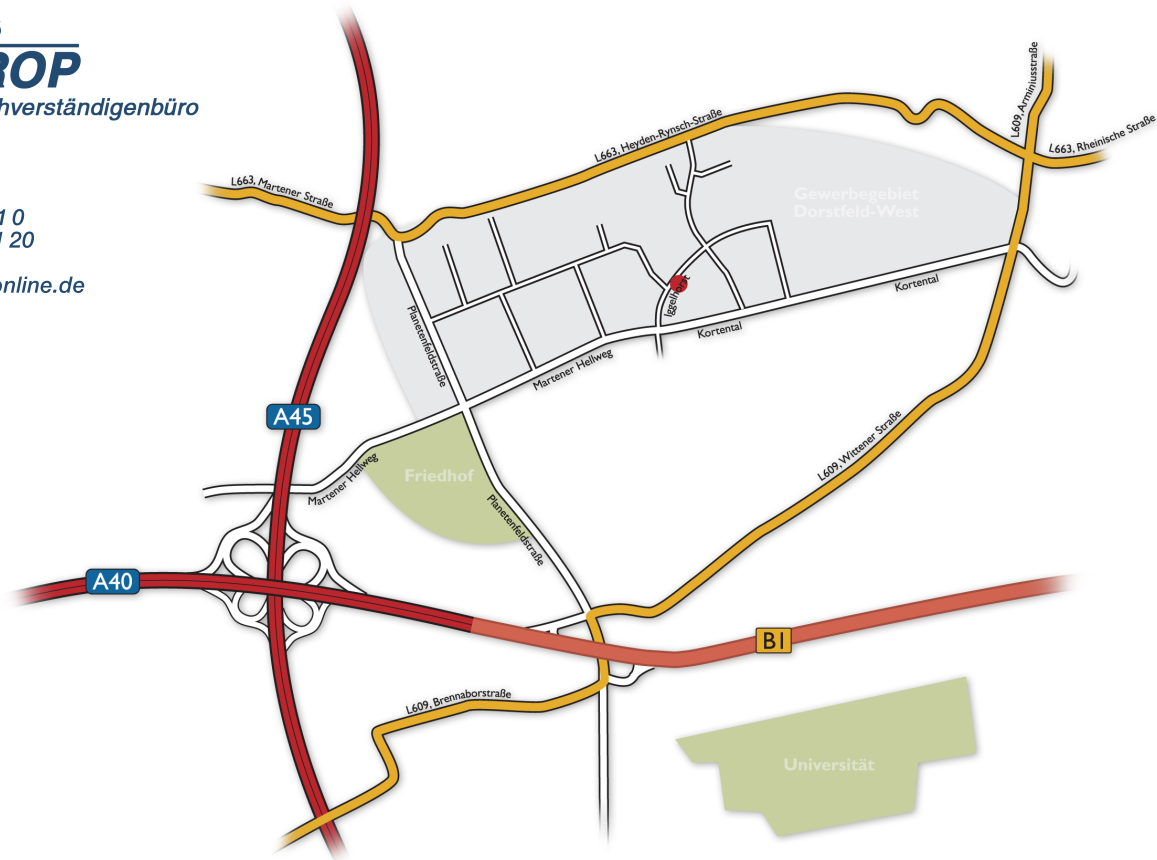 ROP
hverständigenbüro
1 0
1 20
online.de
L663, Martener Straße
L663, Heyden-Rynsch-Straße
L609, Arminiusstraße
L663, Rheinische Straße
Gewerbegebiet
Dorstfeld-West
Iggelhorst
Kortental
Kortental
Planetenfeldstraße
Martener Hellweg
A45
Martener Hellweg
Friedhof
Planetenfeldstraße
L609, Wittener Straße
A40
B1
L609, Brennaborstraße
Universität